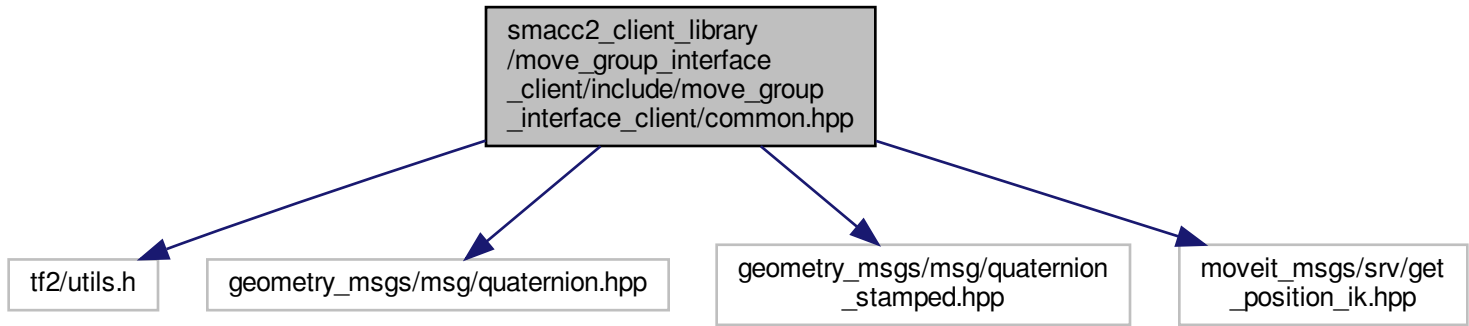 smacc2_client_library
/move_group_interface
_client/include/move_group
_interface_client/common.hpp
tf2/utils.h
geometry_msgs/msg/quaternion.hpp
geometry_msgs/msg/quaternion
_stamped.hpp
moveit_msgs/srv/get
_position_ik.hpp